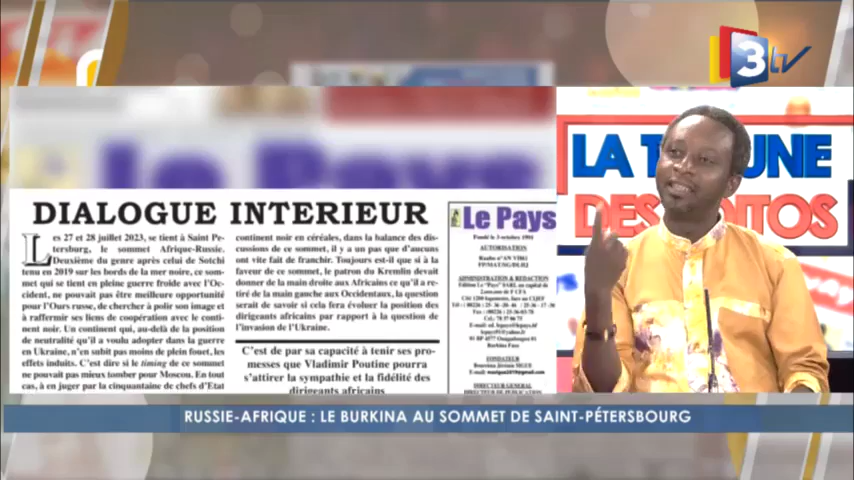 3tv
le Pays
DIALOGUE INTERIEUR
Les 27 et 28 juillet 2023, se tient à Saint Pe-
tersburg, le sommet Afrique-Russie.
Deuxième du genre après celui de Sotchi
tenu en 2019 sur les bords de la mer noire, ce som-
met qui se tient en pleine guerre froide avec l'Oc-
cident, ne pouvait pas être meilleure opportunité
pour l'Ours russe, de chercher à polir son image et
à raffermir ses liens de coopération avec le conti-
nent noir. Un continent qui, au-delà de la position
de neutralité qu'il a voulu adopter dans la guerre
en Ukraine, n'en subit pas moins de plein fouet, les
effets induits. C'est dire si le timing de ce sommet
ne pouvait pas mieux tomber pour Moscou. En tout
cas, à en juger par la cinquantaine de chefs d'Etat
continent noir en céréales, dans la balance des dis-
cussions de ce sommet, il y a un pas que d'aucuns
ont vite fait de franchir. Toujours est-il que si à la
faveur de ce sommet, le patron du Kremlin devait
donner de la main droite aux Africains ce qu'il a re-
tiré de la main gauche aux Occidentaux, la question
serait de savoir si cela fera évoluer la position des
dirigeants africains par rapport à la question de
l'invasion de l'Ukraine.
C'est de par sa capacité à tenir ses pro-
messes que Vladimir Poutine pourra
s'attirer la sympathie et la fidélité des
dirigeants africains
Le Pays
Fondé le 3 octobre 1991
AUTORISATION
ADMINISTRATION & REDACTION
Burkina Faso
FONDATEUR
DIRECTEUR GENERAL
DIRECTEUR DE PUBLICATION
LA T UNE
DES ITOS
RUSSIE-AFRIQUE : LE BURKINA AU SOMMET DE SAINT-PÉTERSBOURG